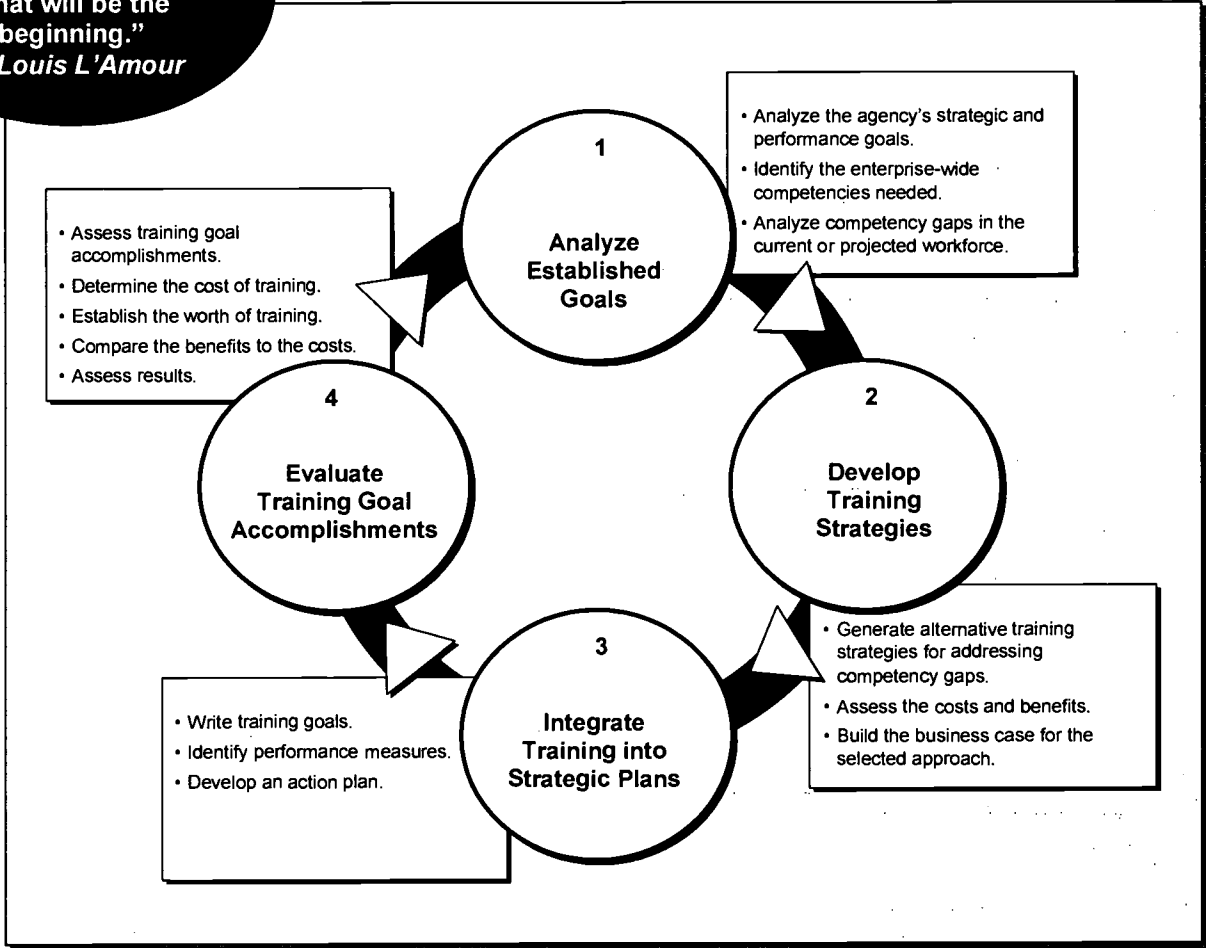 will be the
beginning.”
Louis L'Amour
1
Analyze
Established
Goals
• Analyze the agency's strategic and
performance goals.
• Identify the enterprise-wide
competencies needed.
• Analyze competency gaps in the
current or projected workforce.
2
Develop
Training
Strategies
• Generate alternative training
strategies for addressing
competency gaps.
• Assess the costs and benefits.
• Build the business case for the
selected approach.
3
Integrate
Training into
Strategic Plans
• Write training goals.
• Identify performance measures.
• Develop an action plan.
4
Evaluate
Training Goal
Accomplishments
• Assess training goal
accomplishments.
• Determine the cost of training.
• Establish the worth of training.
• Compare the benefits to the costs.
• Assess results.